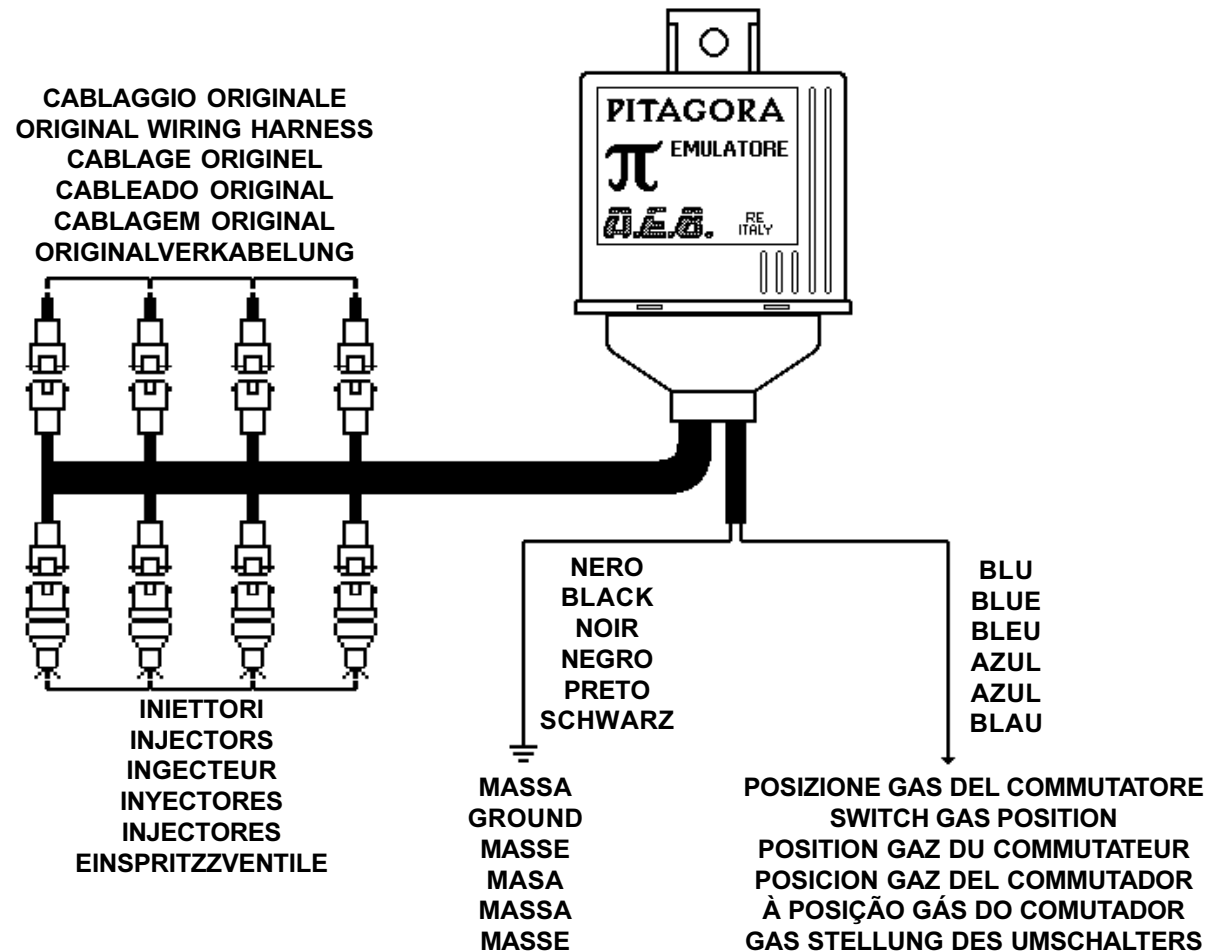 CABLAGGIO ORIGINALE
ORIGINAL WIRING HARNESS
CABLAGE ORIGINEL
CABLEADO ORIGINAL
CABLAGEM ORIGINAL
ORIGINALVERKABELUNG
PITAGORA
π EMULATORE
A.E.B.
RE
ITALY
NERO
BLACK
NOIR
NEGRO
PRETO
SCHWARZ
BLU
BLUE
BLEU
AZUL
AZUL
BLAU
INIETTORI
INJECTORS
INGECTEUR
INYECTORES
INJECTORES
EINSPRITZZVENTILE
MASSA
GROUND
MASSE
MASA
MASSA
MASSE
POSIZIONE GAS DEL COMMUTATORE
SWITCH GAS POSITION
POSITION GAZ DU COMMUTATEUR
POSICION GAZ DEL COMMUTADOR
À POSIÇÃO GÁS DO COMUTADOR
GAS STELLUNG DES UMSCHALTERS